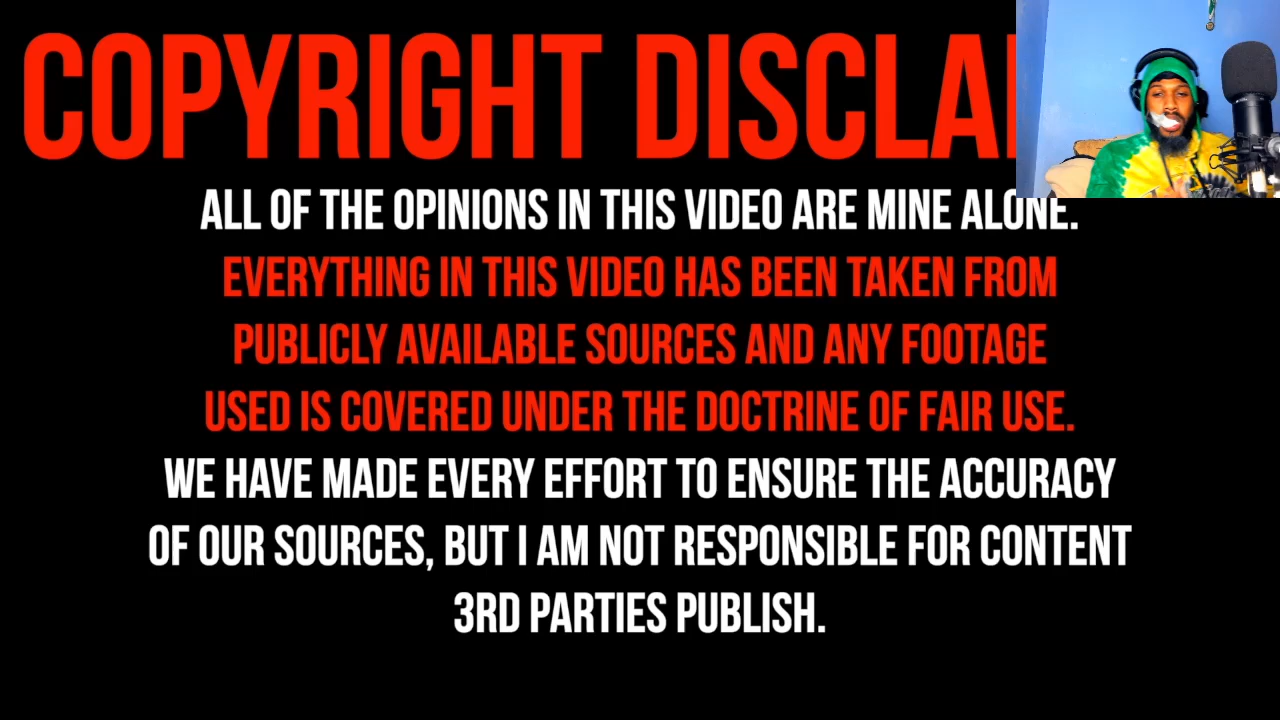 COPYRIGHT DISCLAI
ALL OF THE OPINIONS IN THIS VIDEO ARE MINE ALONE.
EVERYTHING IN THIS VIDEO HAS BEEN TAKEN FROM
PUBLICLY AVAILABLE SOURCES AND ANY FOOTAGE
USED IS COVERED UNDER THE DOCTRINE OF FAIR USE.
WE HAVE MADE EVERY EFFORT TO ENSURE THE ACCURACY
OF OUR SOURCES, BUT I AM NOT RESPONSIBLE FOR CONTENT
3RD PARTIES PUBLISH.